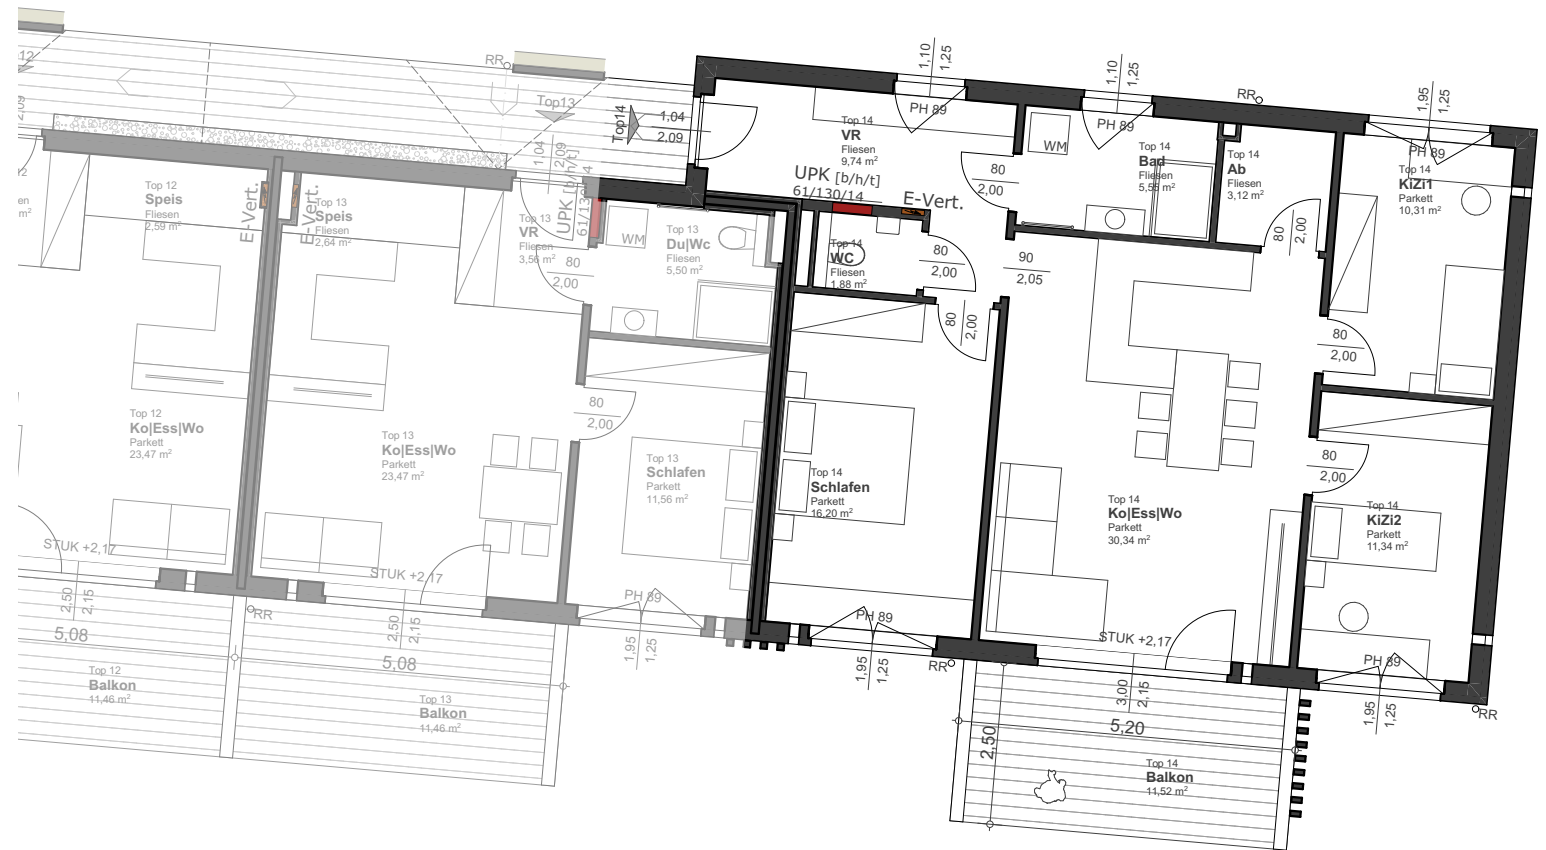 RR
Top13
Top14
1,04
2,09
1,04
2,09
1,10
1,25
1,10
1,25
1,95
1,25
RR
PH 89
PH 89
PH 89
Top 14
VR
Fliesen
9,74 m²
UPK [b/h/t]
61/130/14
E-Vert.
80
2,00
WM
Top 14
Bad
Fliesen
5,55 m²
Top 14
Ab
Fliesen
3,12 m²
80
2,00
Top 14
KiZi1
Parkett
10,31 m²
Top 12
Speis
Fliesen
2,59 m²
E-Vert.
E-Vert.
Top 13
Speis
Fliesen
2,64 m²
Top 13
VR
Fliesen
3,56 m²
UPK [b/h/t]
61/130/14
80
2,00
WM
Top 13
Du|Wc
Fliesen
5,50 m²
Top 14
WC
Fliesen
1,88 m²
80
2,00
90
2,05
80
2,00
80
2,00
Top 12
Ko|Ess|Wo
Parkett
23,47 m²
Top 13
Ko|Ess|Wo
Parkett
23,47 m²
80
2,00
Top 13
Schlafen
Parkett
11,56 m²
Top 14
Schlafen
Parkett
16,20 m²
Top 14
Ko|Ess|Wo
Parkett
30,34 m²
80
2,00
Top 14
KiZi2
Parkett
11,34 m²
STUK +2,17
STUK +2,17
PH 89
PH 89
STUK +2,17
PH 89
2,50
2,15
RR
2,50
2,15
1,95
1,25
1,95
1,25
RR
3,00
2,15
1,95
1,25
RR
5,08
5,08
5,20
2,50
Top 12
Balkon
11,46 m²
Top 13
Balkon
11,46 m²
Top 14
Balkon
11,52 m²